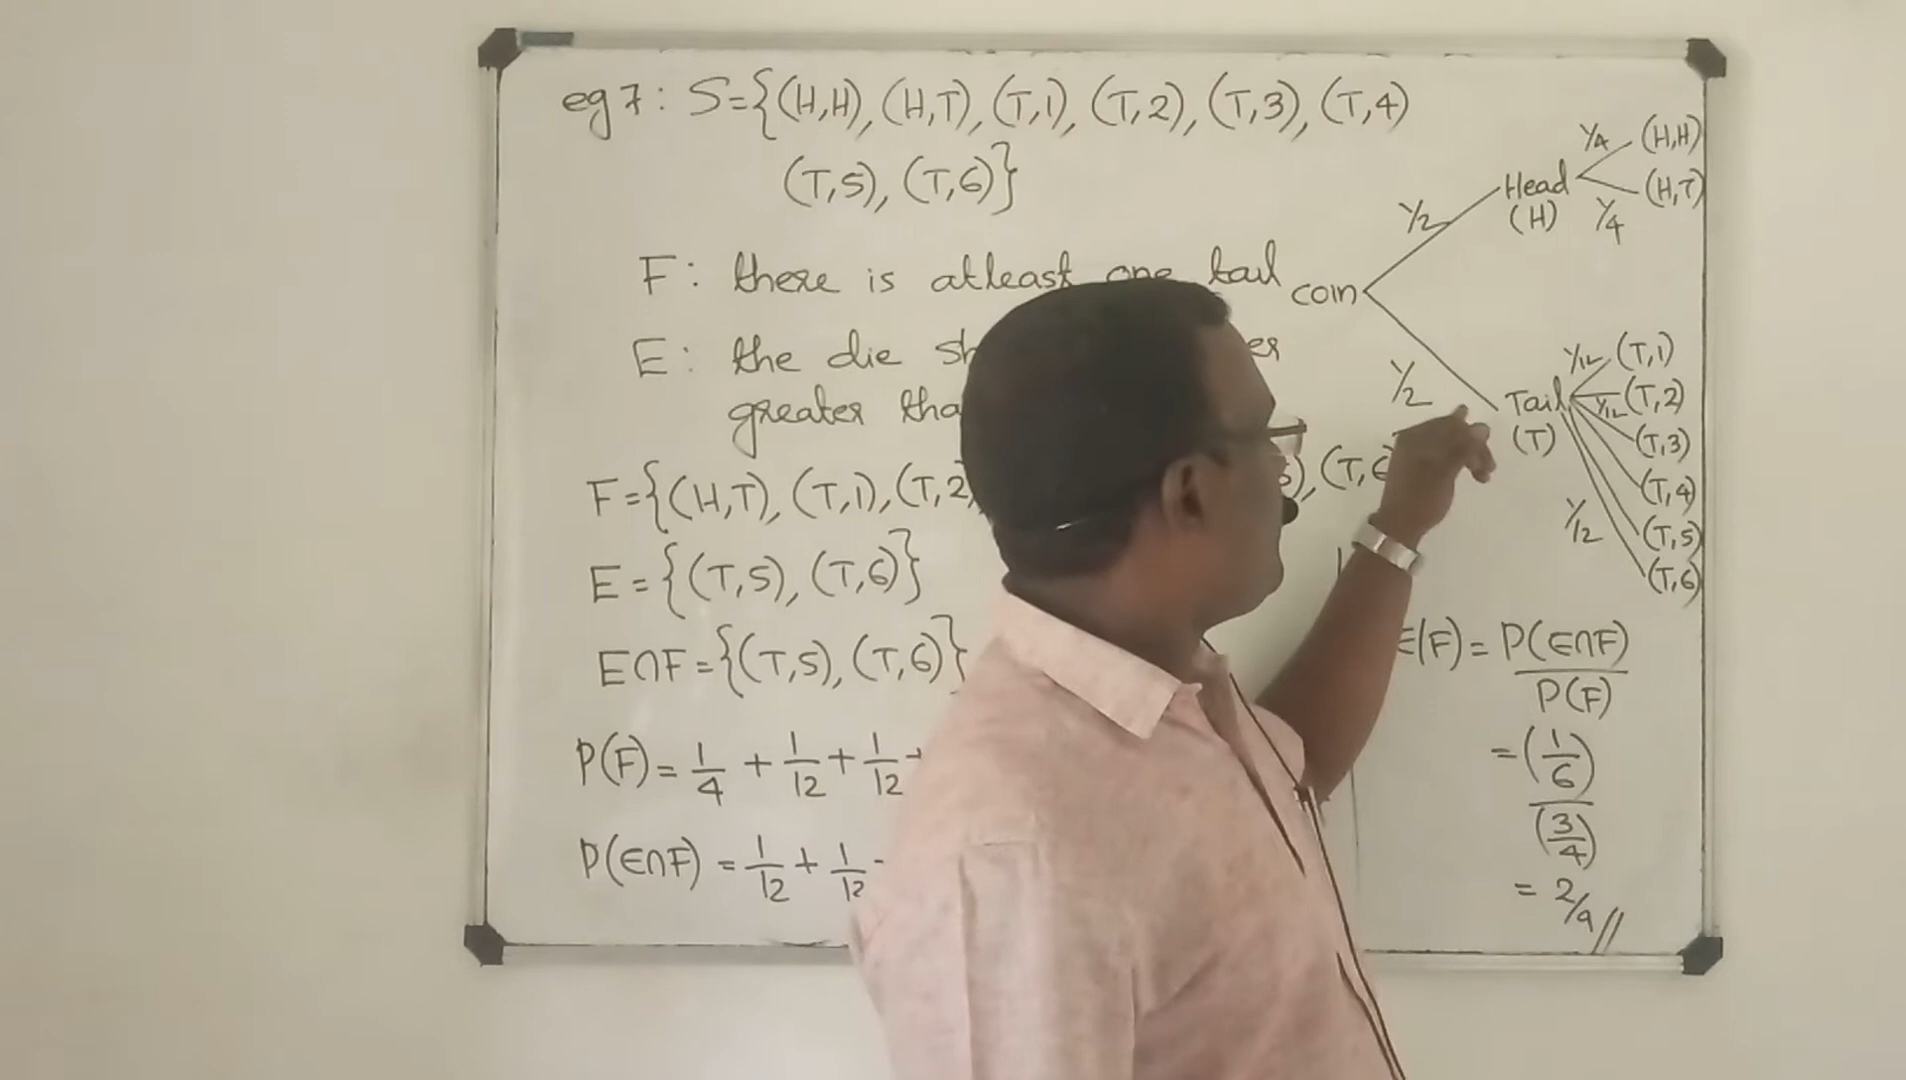 eg 7 : S={(H,H), (H,T), (T,1), (T,2), (T,3), (T,4)
(T,5), (T,6)}
F : there is atleast one tail
E : the die
greater
F={(H,T), (T,1), (T,2)
, (T,6
E = {(T,5), (T,6)}
E∩F={(T,5), (T,6)}
P(F)= 1/4 + 1/12 + 1/12 +
P(E∩F) = 1/12 + 1/12
coin
1/2
Head
(H)
1/4
(H,H)
(H,T)
1/4
1/2
Tail
(T)
1/12 (T,1)
1/12 (T,2)
(T,3)
(T,4)
1/12
(T,5)
(T,6)
E|F) = P(E∩F)
P(F)
= (1/6)
(3/4)
= 2/9 //